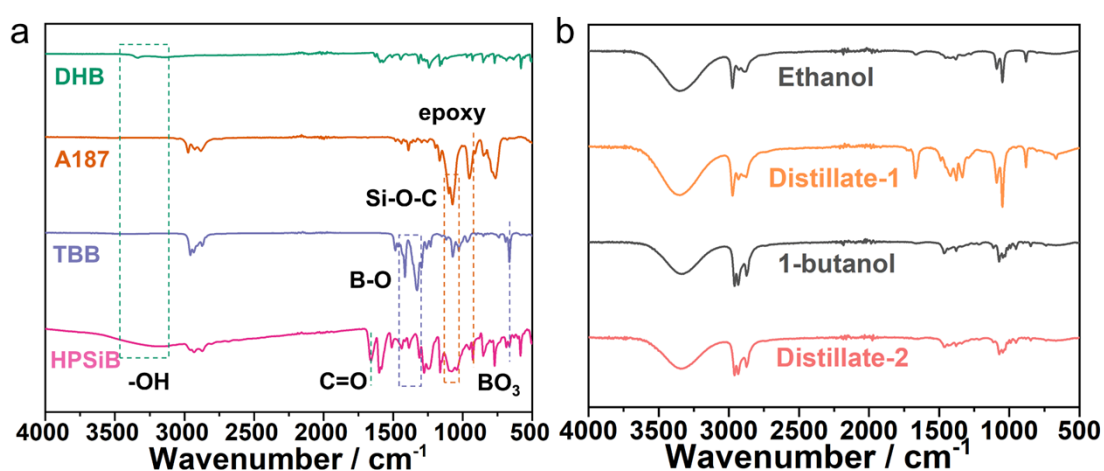 a
DHB
A187
TBB
HPSiB
epoxy
Si-O-C
B-O
-OH
C=O
BO₃
4000 3500 3000 2500 2000 1500 1000 500
Wavenumber / cm⁻¹
b
Ethanol
Distillate-1
1-butanol
Distillate-2
4000 3500 3000 2500 2000 1500 1000 500
Wavenumber / cm⁻¹